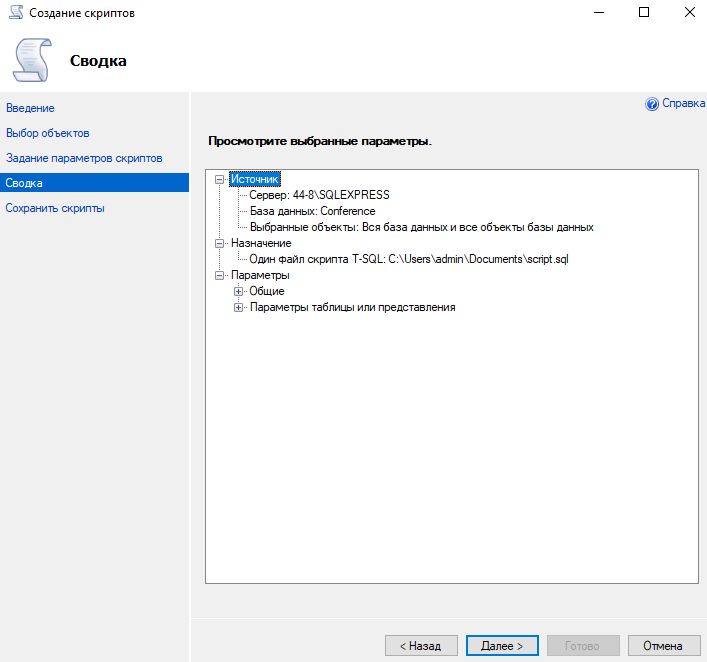 Создание скриптов
Сводка
Введение
Выбор объектов
Задание параметров скриптов
Сводка
Сохранить скрипты
Справка
Просмотрите выбранные параметры.
Источник
Сервер: 44-8\SQLEXPRESS
База данных: Conference
Выбранные объекты: Вся база данных и все объекты базы данных
Назначение
Один файл скрипта T-SQL: C:\Users\admin\Documents\script.sql
Параметры
Общие
Параметры таблицы или представления
< Назад
Далее >
Готово
Отмена